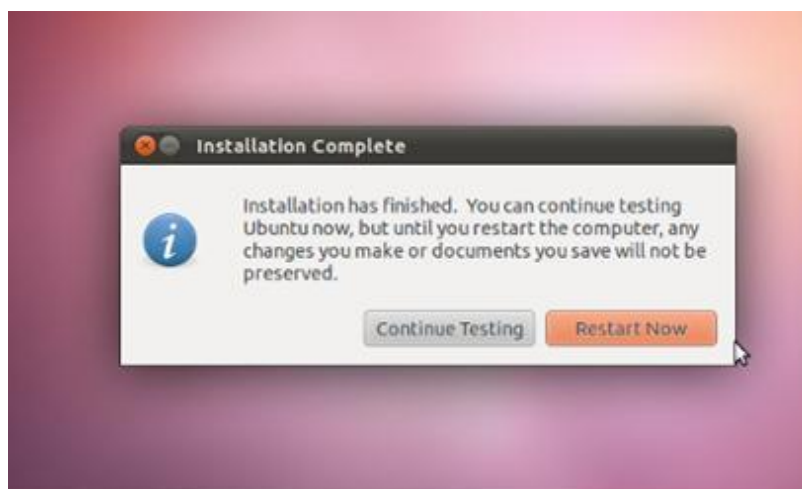 Installation Complete
Installation has finished. You can continue testing
Ubuntu now, but until you restart the computer, any
changes you make or documents you save will not be
preserved.
Continue Testing
Restart Now